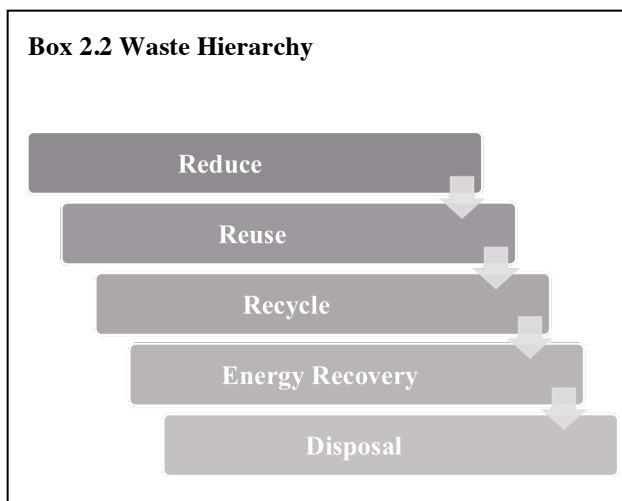 Box 2.2 Waste Hierarchy
Reduce
Reuse
Recycle
Energy Recovery
Disposal